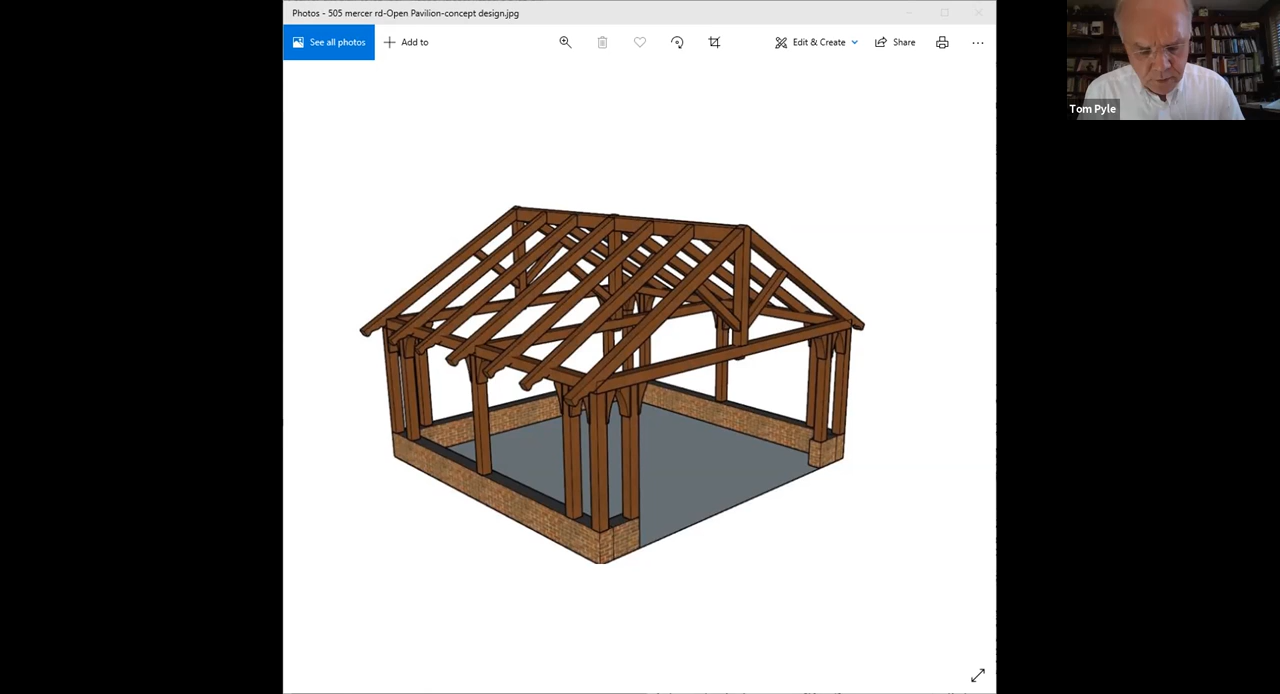 Photos - 505 mercer rd-Open Pavilion-concept design.jpg
See all photos
Add to
Edit & Create
Share
Tom Pyle